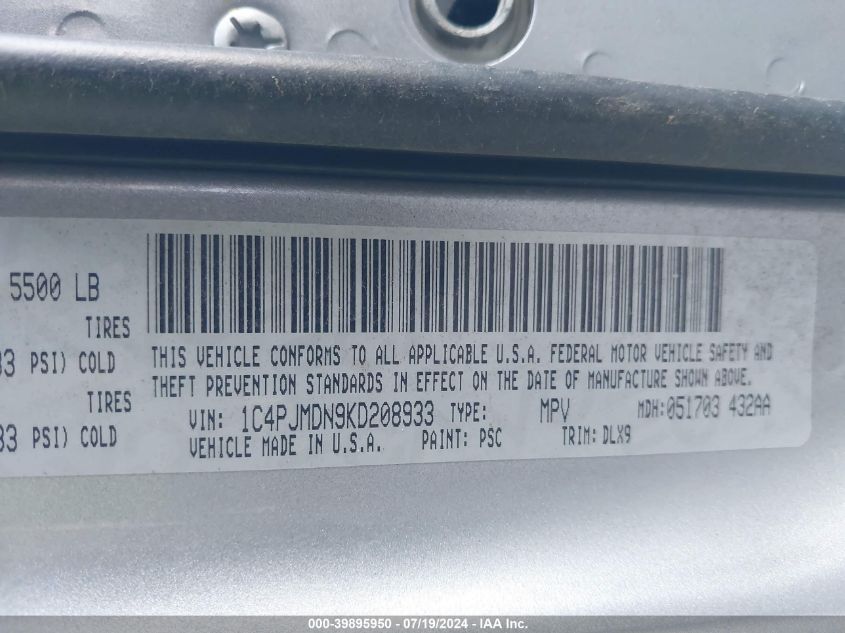 5500 LB
TIRES
33 PSI) COLD
TIRES
33 PSI) COLD
THIS VEHICLE CONFORMS TO ALL APPLICABLE U.S.A. FEDERAL MOTOR VEHICLE SAFETY AND
THEFT PREVENTION STANDARDS IN EFFECT ON THE DATE OF MANUFACTURE SHOWN ABOVE.
VIN: 1C4PJMDN9KD208933 TYPE: MPV MDH:051703 432AA
VEHICLE MADE IN U.S.A. PAINT: PSC TRIM: DLX9
000-39895950 - 07/19/2024 - IAA Inc.